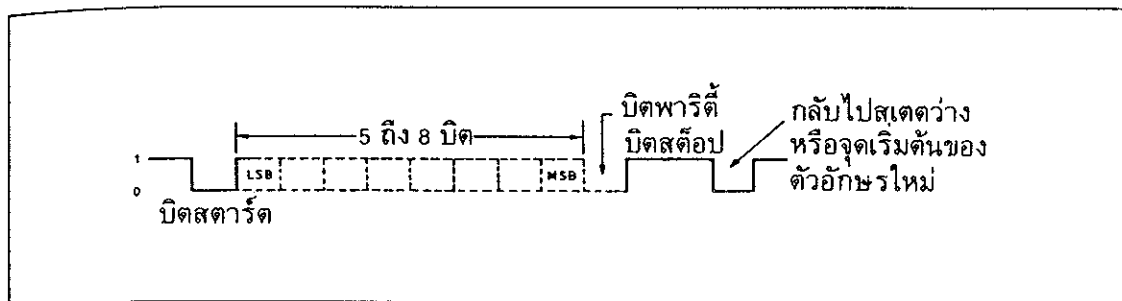 บิตพาริตี้
บิตสต็อป
กลับไปสเตตว่าง
หรือจุดเริ่มต้นของ
ตัวอักษรใหม่
5 ถึง 8 บิต
1
LSB
MSB
0
บิตสตาร์ด